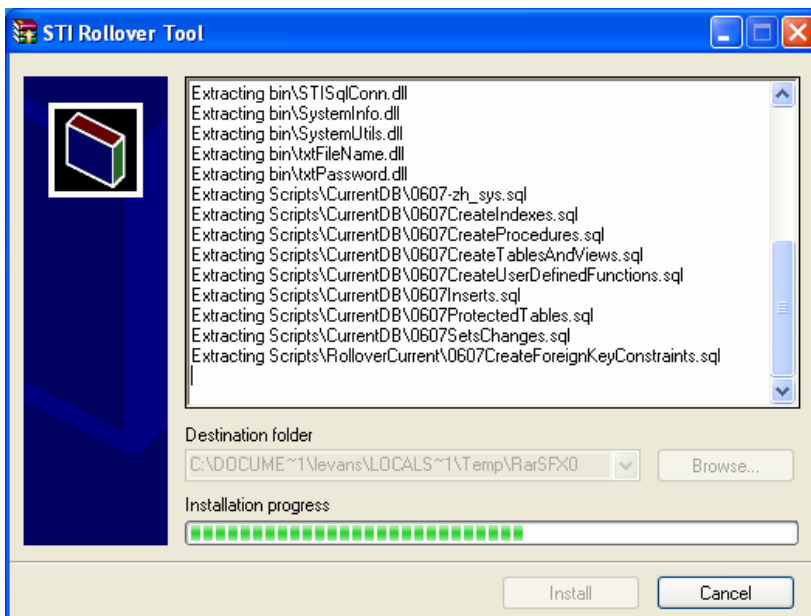 STI Rollover Tool
Extracting bin\STISqlConn.dll
Extracting bin\SystemInfo.dll
Extracting bin\SystemUtils.dll
Extracting bin\txtFileName.dll
Extracting bin\txtPassword.dll
Extracting Scripts\CurrentDB\0607-zh_sys.sql
Extracting Scripts\CurrentDB\0607CreateIndexes.sql
Extracting Scripts\CurrentDB\0607CreateProcedures.sql
Extracting Scripts\CurrentDB\0607CreateTablesAndViews.sql
Extracting Scripts\CurrentDB\0607CreateUserDefinedFunctions.sql
Extracting Scripts\CurrentDB\0607Inserts.sql
Extracting Scripts\CurrentDB\0607ProtectedTables.sql
Extracting Scripts\CurrentDB\0607SetsChanges.sql
Extracting Scripts\RolloverCurrent\0607CreateForeignKeyConstraints.sql
Destination folder
C:\DOCUME~1\levans\LOCALS~1\Temp\RarSFX0
Browse...
Installation progress
Install
Cancel